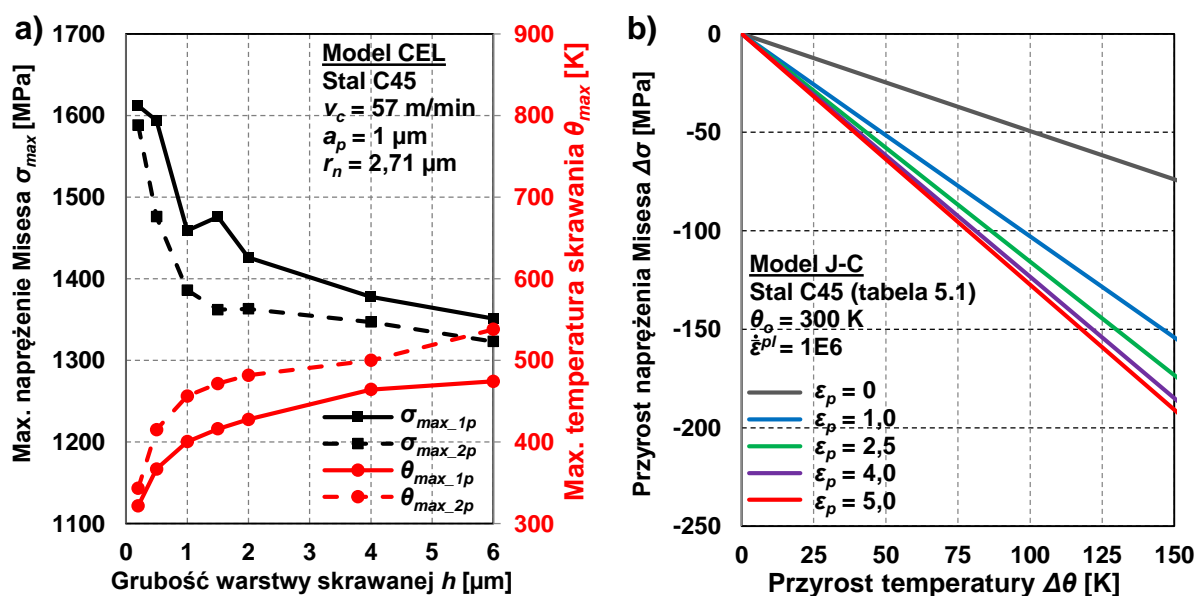 a)
1700
1600
1500
1400
1300
1200
1100
Max. naprężenie Misesa σmax [MPa]
900
800
700
600
500
400
300
Max. temperatura skrawania θmax [K]
Model CEL
Stal C45
vc = 57 m/min
ap = 1 µm
rn = 2,71 µm
σmax_1p
σmax_2p
θmax_1p
θmax_2p
0 1 2 3 4 5 6
Grubość warstwy skrawanej h [µm]
b)
0
-50
-100
-150
-200
-250
Przyrost naprężenia Misesa Δσ [MPa]
Model J-C
Stal C45 (tabela 5.1)
θo = 300 K
ε̇pl = 1E6
εp = 0
εp = 1,0
εp = 2,5
εp = 4,0
εp = 5,0
0 25 50 75 100 125 150
Przyrost temperatury Δθ [K]